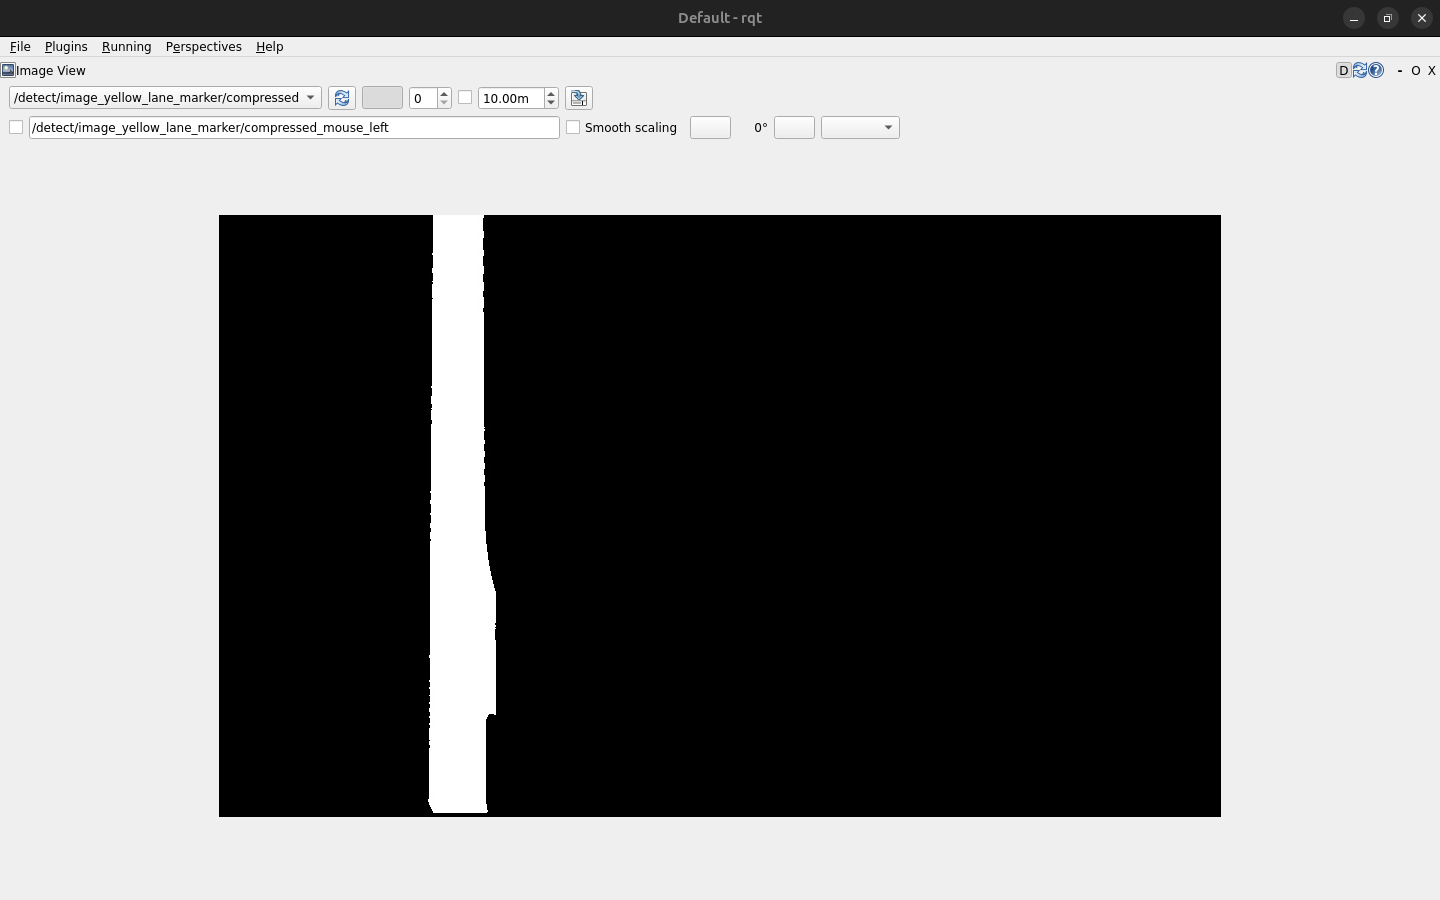 Default - rqt
File Plugins Running Perspectives Help
Image View
D - O X
/detect/image_yellow_lane_marker/compressed 0 10.00m
/detect/image_yellow_lane_marker/compressed_mouse_left Smooth scaling 0°